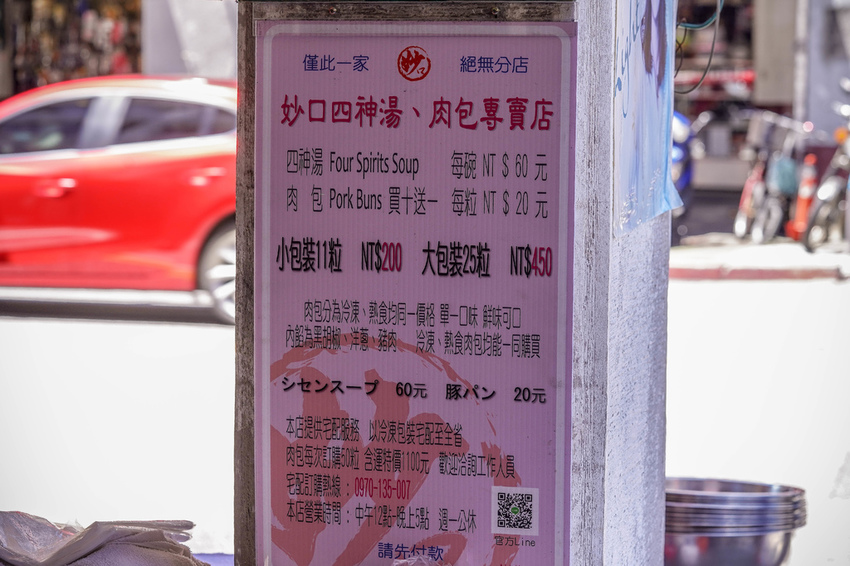 僅此一家 妙口 絕無分店
妙口四神湯、肉包專賣店
四神湯 Four Spirits Soup 每碗 NT $ 60 元
肉 包 Pork Buns 買十送一 每粒 NT $ 20 元
小包裝11粒 NT$200 大包裝25粒 NT$450
肉包分為冷凍、熱食均同一價格 單一口味 鮮味可口
內餡為黑胡椒、洋蔥、豬肉 冷凍、熱食肉包均能一同購買
シセンスープ 60元 豚パン 20元
本店提供宅配服務 以冷凍包裝宅配至全省
肉包每次訂購50粒 含運特價1100元 歡迎洽詢工作人員
宅配訂購熱線：0970-135-007
本店營業時間：中午12點-晚上5點 週一公休
官方Line
請先付款